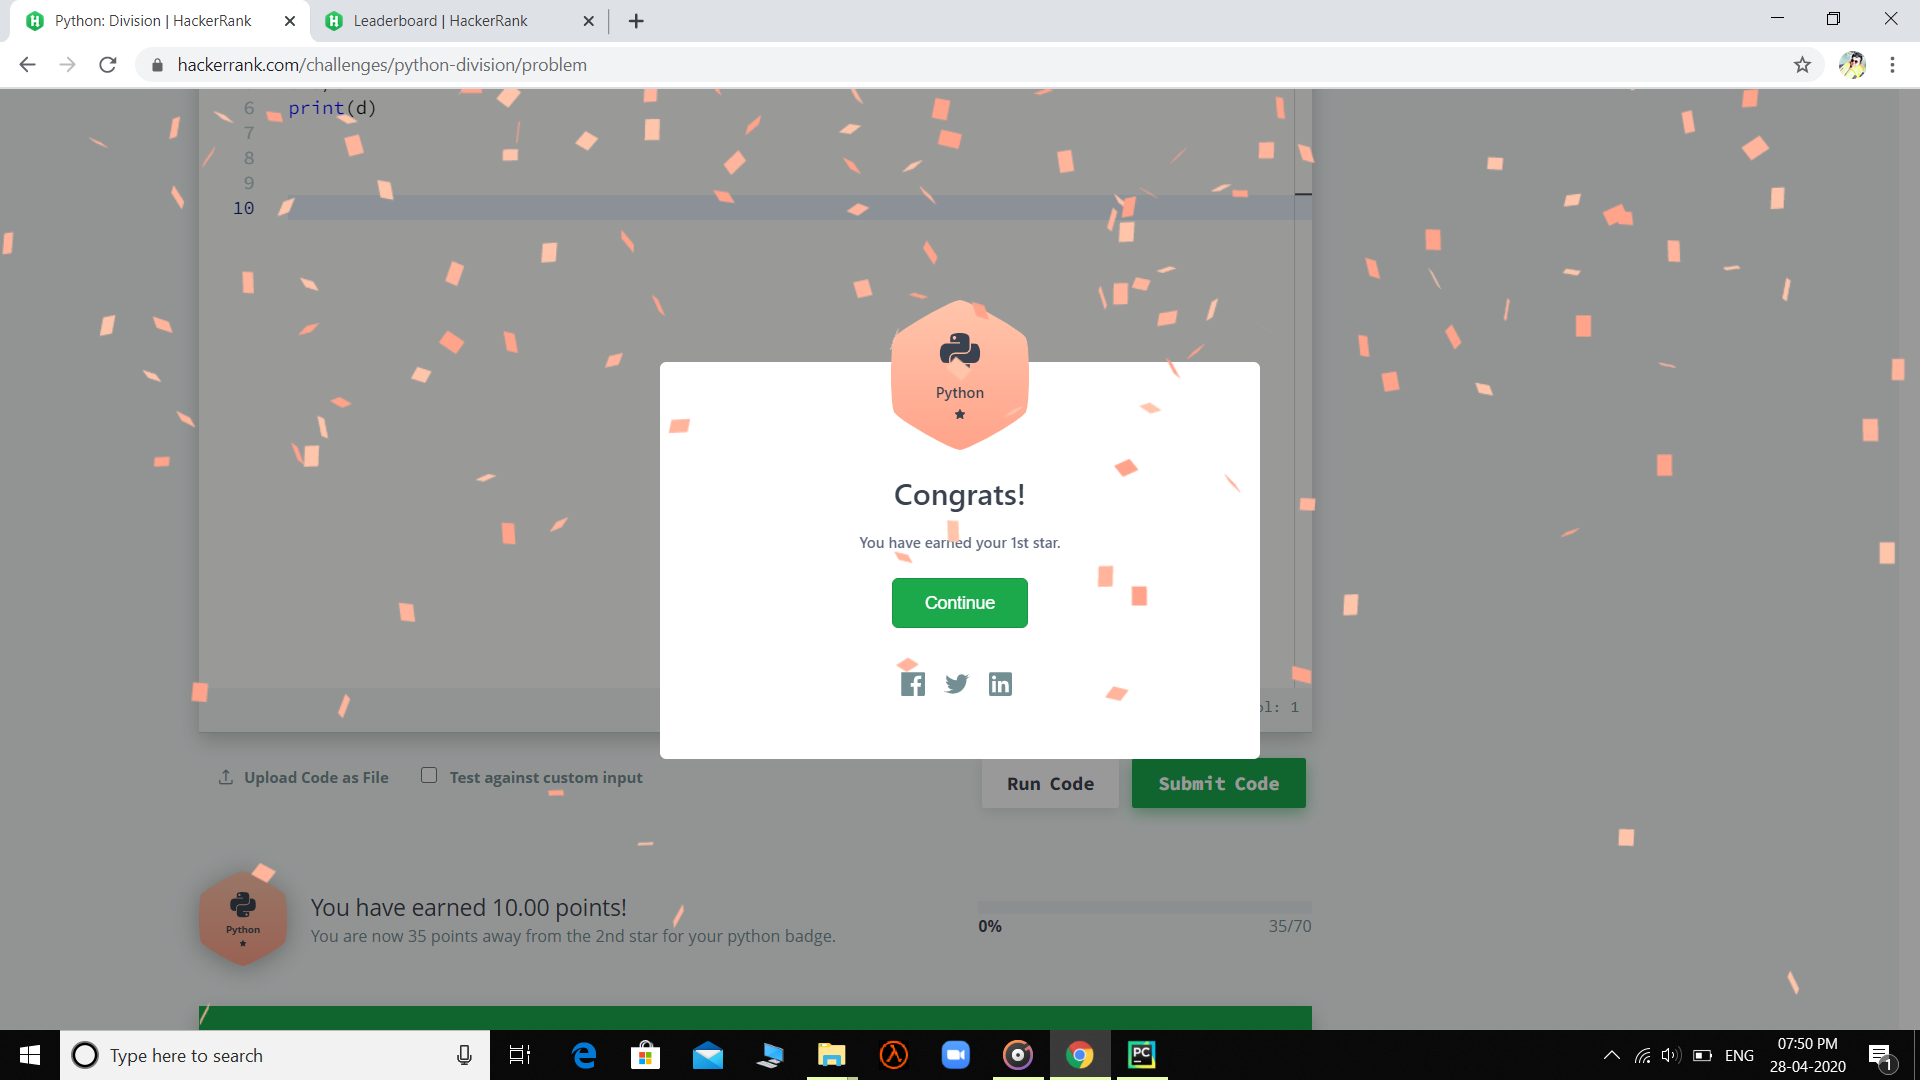 Python: Division | HackerRank
Leaderboard | HackerRank
hackerrank.com/challenges/python-division/problem
6 print(d)
7
8
9
10
Python
Congrats!
You have earned your 1st star.
Continue
: 1
Upload Code as File
Test against custom input
Run Code
Submit Code
Python
You have earned 10.00 points!
You are now 35 points away from the 2nd star for your python badge.
0%
35/70
Type here to search
PC
ENG
07:50 PM
28-04-2020
1